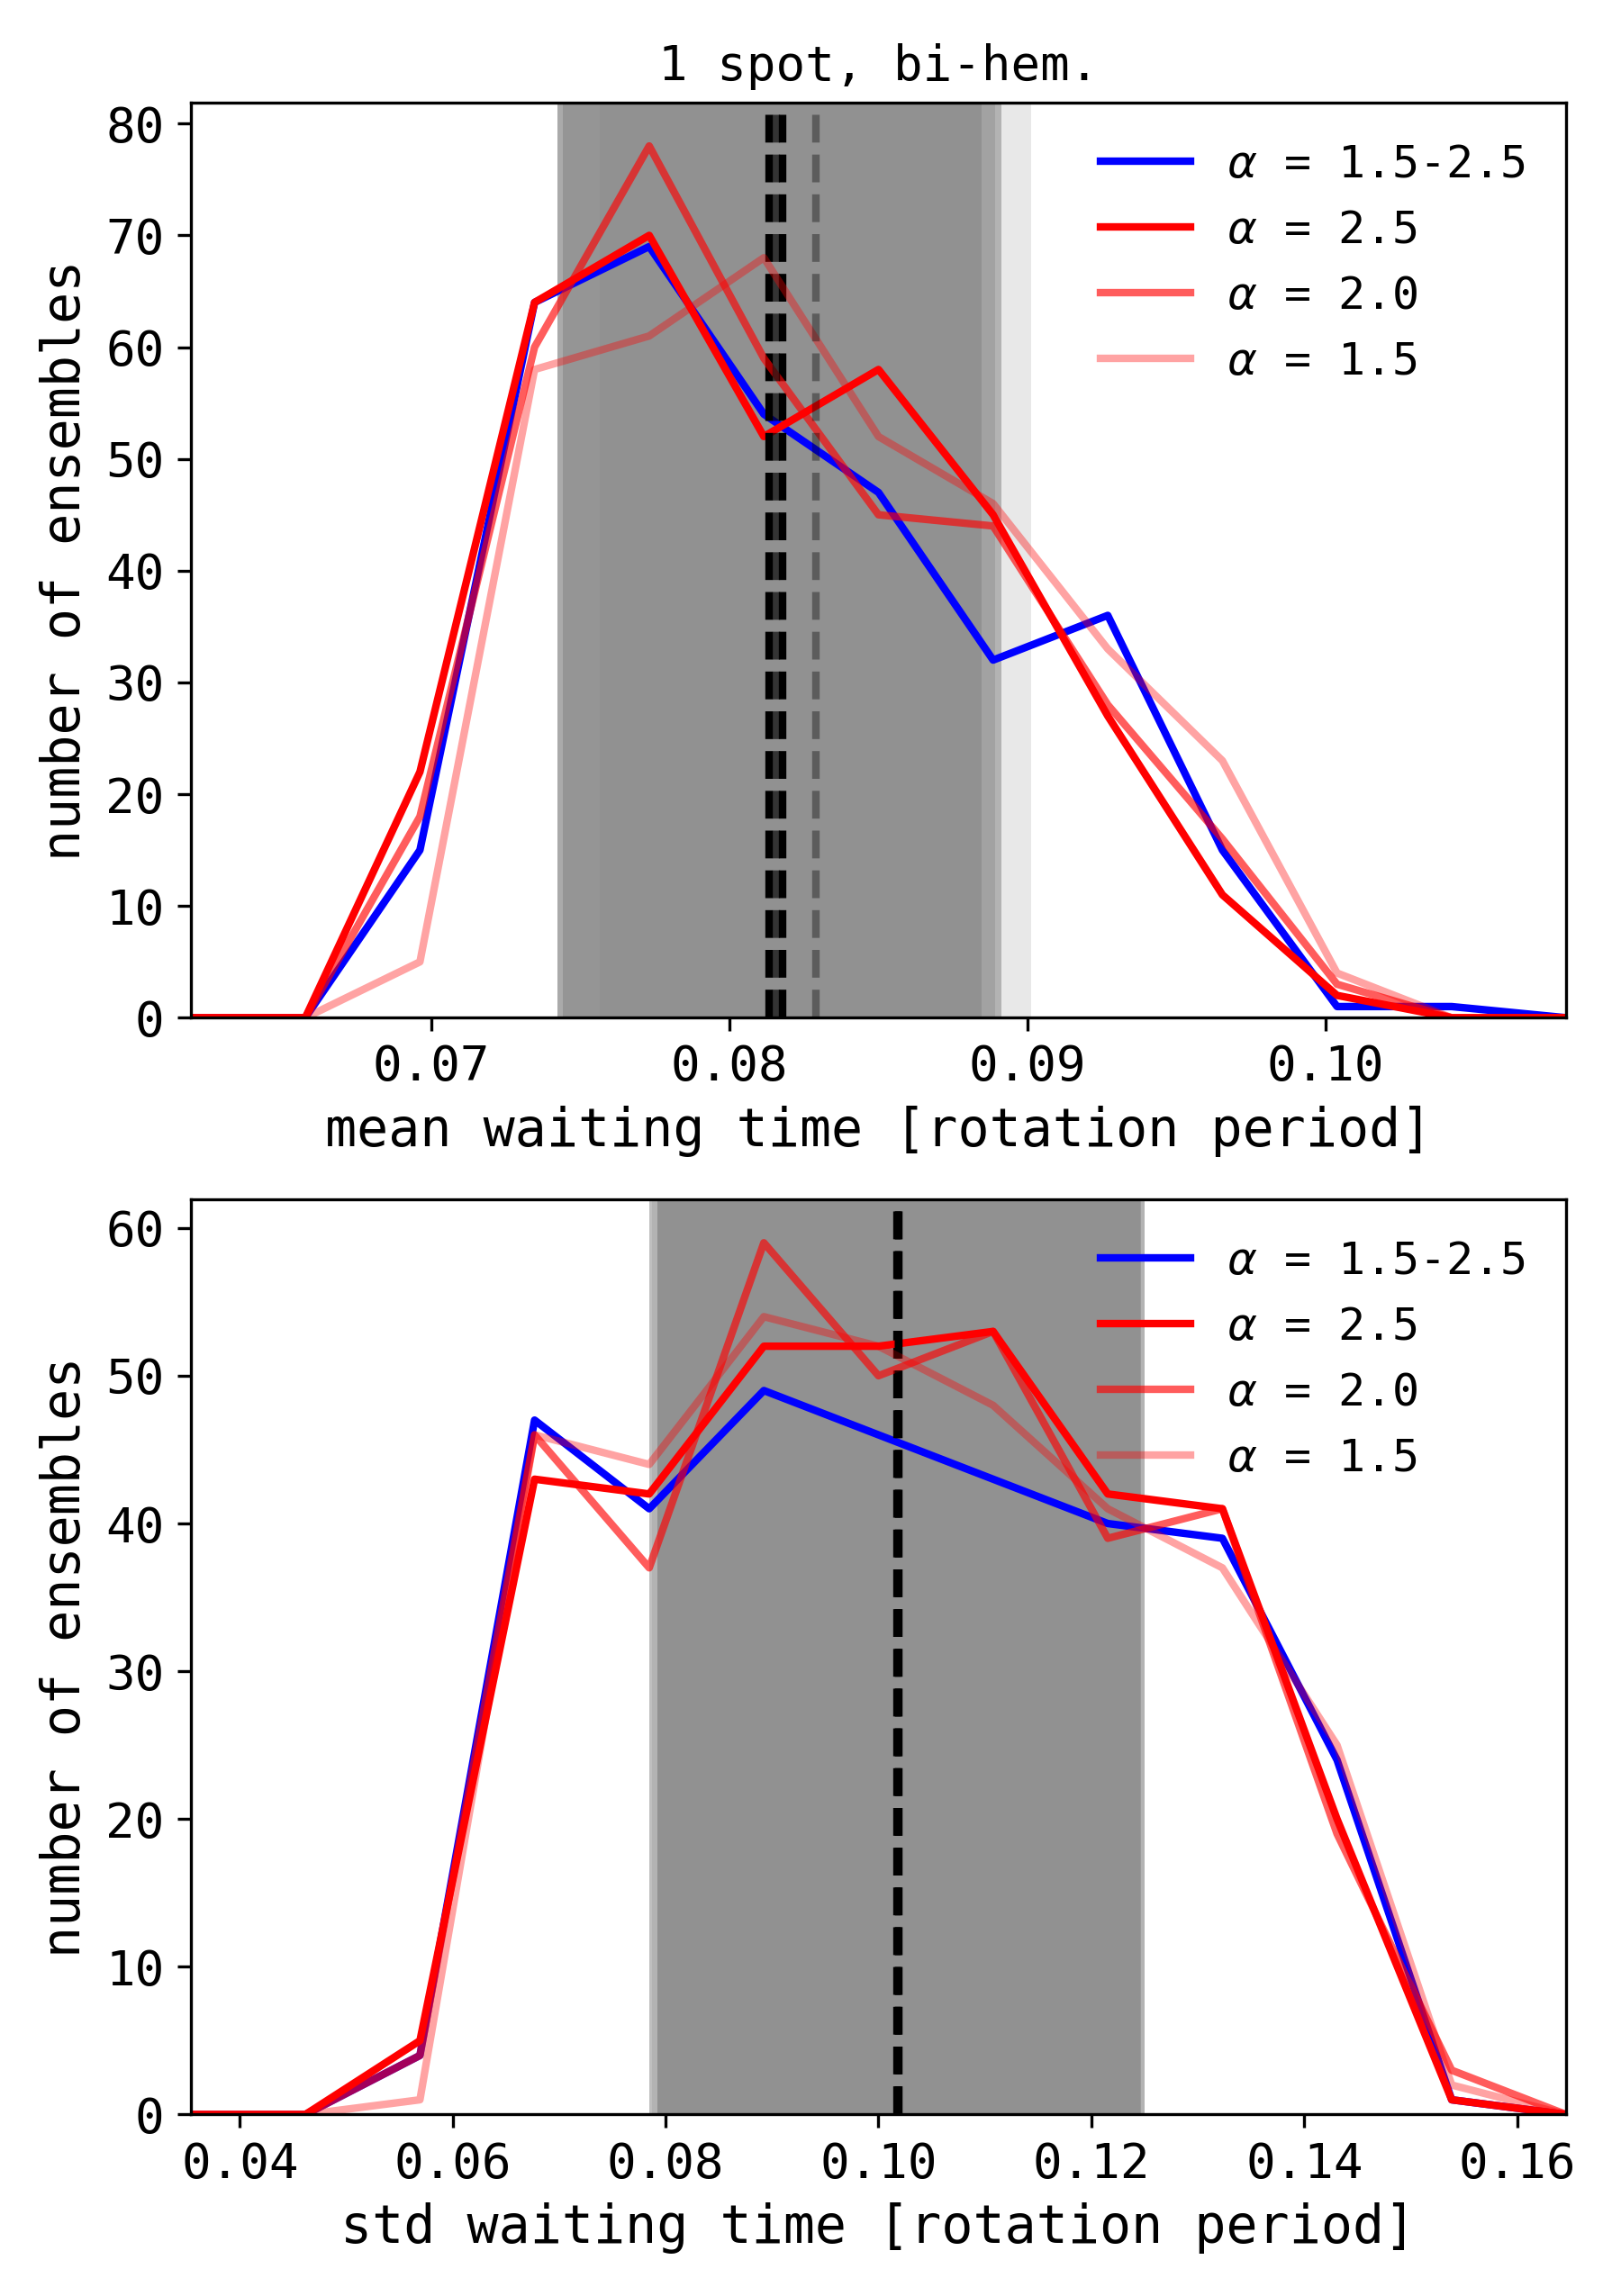 1 spot, bi-hem.
80
70
60
50
40
30
20
10
0
number of ensembles
α = 1.5-2.5
α = 2.5
α = 2.0
α = 1.5
0.07 0.08 0.09 0.10
mean waiting time [rotation period]
60
50
40
30
20
10
0
number of ensembles
α = 1.5-2.5
α = 2.5
α = 2.0
α = 1.5
0.04 0.06 0.08 0.10 0.12 0.14 0.16
std waiting time [rotation period]